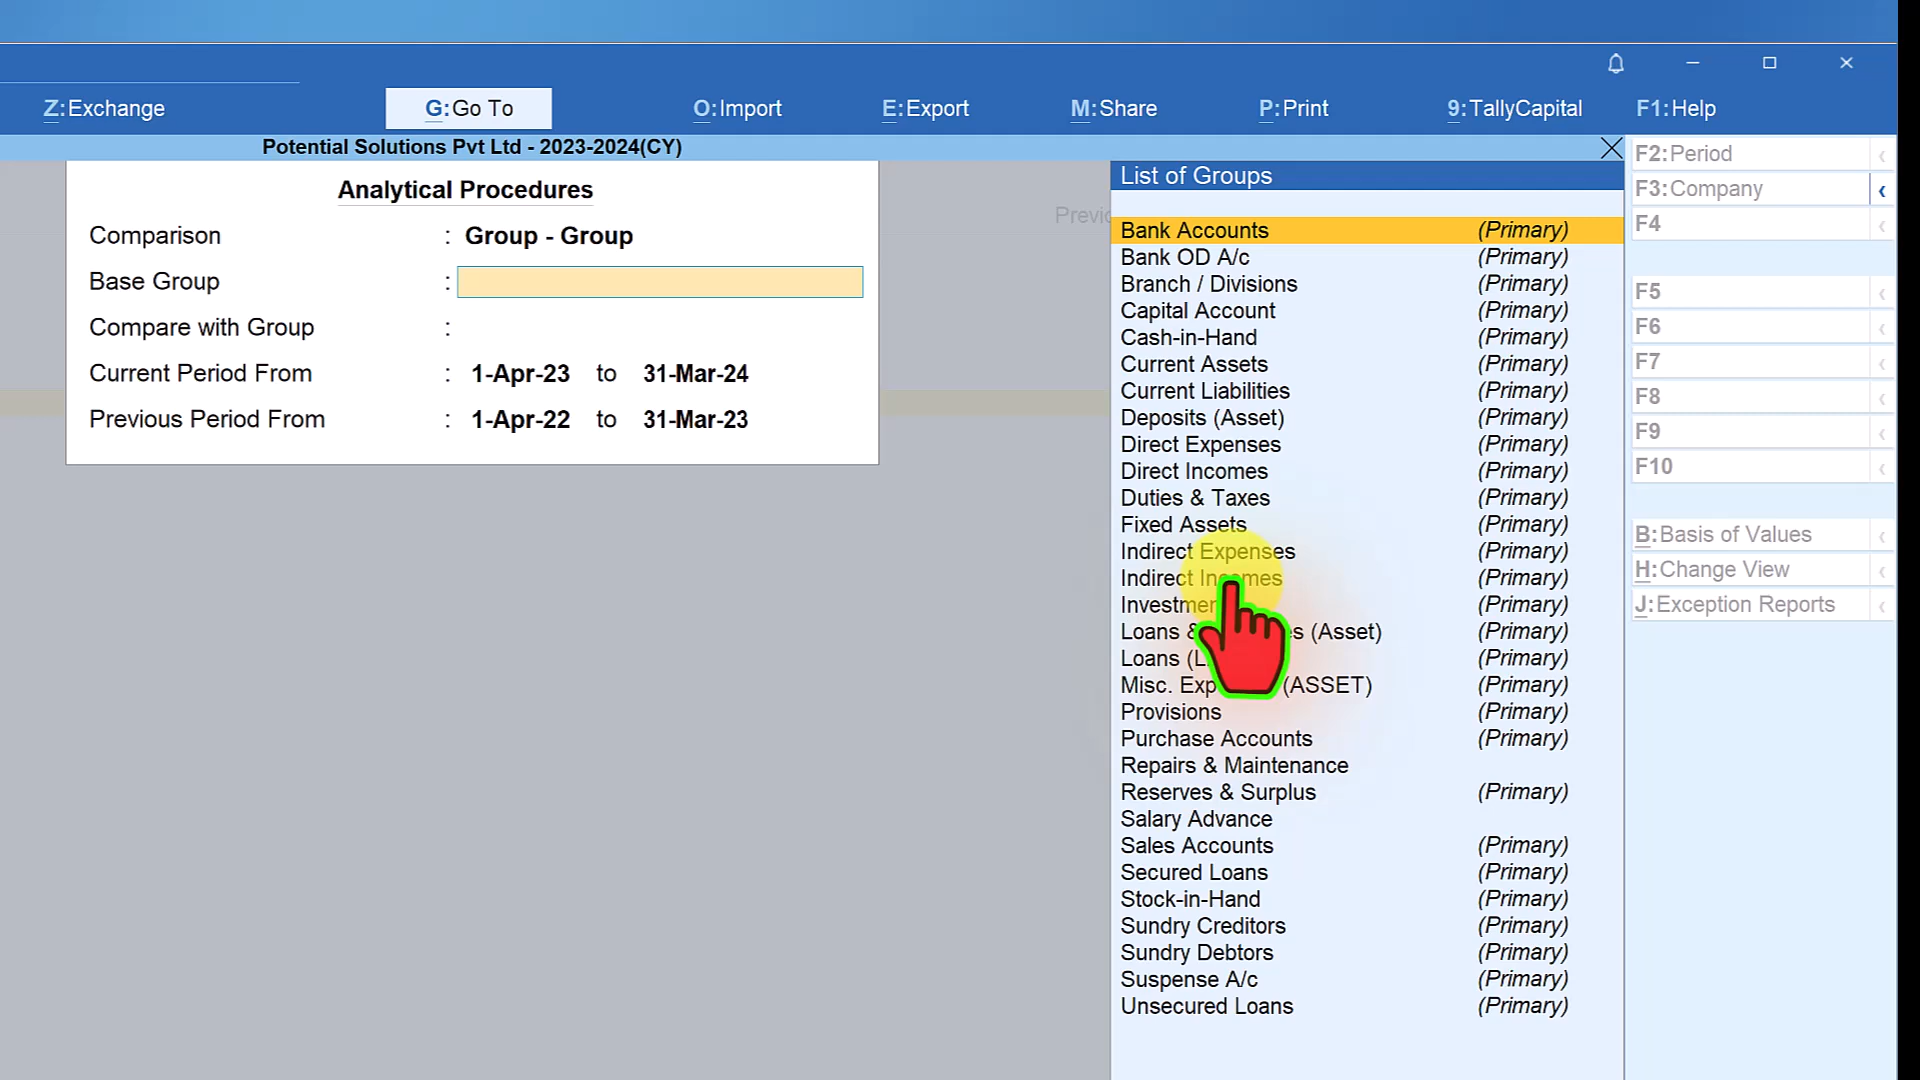 Z:Exchange
G:Go To
O:Import
E:Export
M:Share
P:Print
9:TallyCapital
F1:Help
Potential Solutions Pvt Ltd - 2023-2024(CY)
Analytical Procedures
Comparison : Group - Group
Base Group :
Compare with Group :
Current Period From : 1-Apr-23 to 31-Mar-24
Previous Period From : 1-Apr-22 to 31-Mar-23
List of Groups
Bank Accounts (Primary)
Bank OD A/c (Primary)
Branch / Divisions (Primary)
Capital Account (Primary)
Cash-in-Hand (Primary)
Current Assets (Primary)
Current Liabilities (Primary)
Deposits (Asset) (Primary)
Direct Expenses (Primary)
Direct Incomes (Primary)
Duties & Taxes (Primary)
Fixed Assets (Primary)
Indirect Expenses (Primary)
Indirect Incomes (Primary)
(Primary)
Loans & (Asset) (Primary)
Loans (Primary)
Misc. (ASSET) (Primary)
Provisions (Primary)
Purchase Accounts (Primary)
Repairs & Maintenance
Reserves & Surplus (Primary)
Salary Advance
Sales Accounts (Primary)
Secured Loans (Primary)
Stock-in-Hand (Primary)
Sundry Creditors (Primary)
Sundry Debtors (Primary)
Suspense A/c (Primary)
Unsecured Loans (Primary)
F2:Period
F3:Company
F4
F5
F6
F7
F8
F9
F10
B:Basis of Values
H:Change View
J:Exception Reports